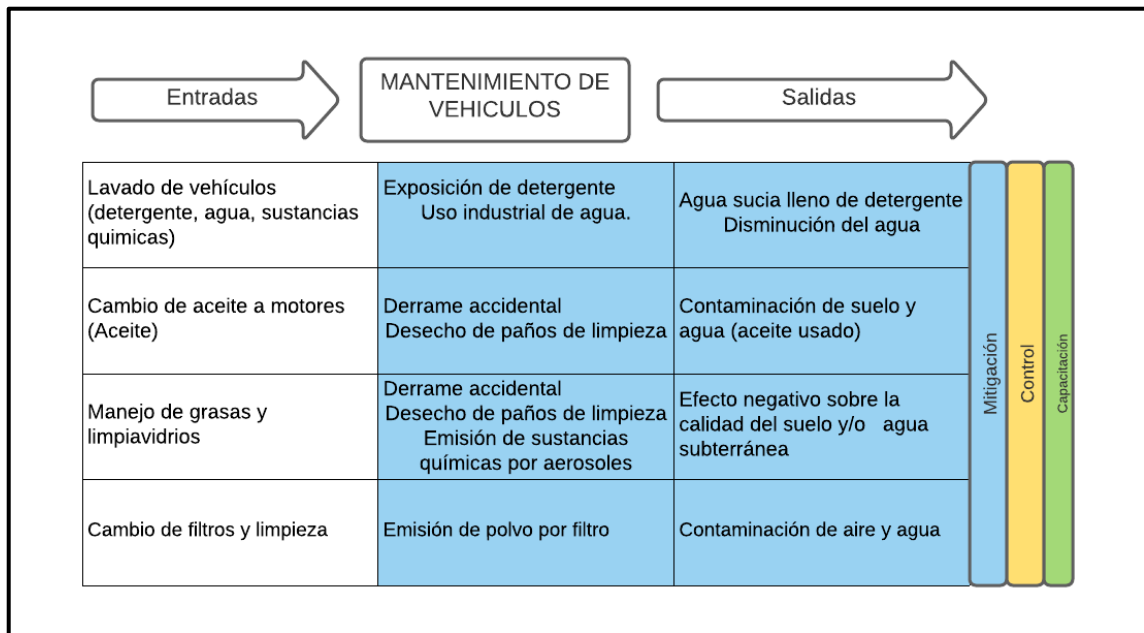 Entradas
MANTENIMIENTO DE
VEHICULOS
Salidas
Lavado de vehículos
(detergente, agua, sustancias
quimicas)
Exposición de detergente
Uso industrial de agua.
Agua sucia lleno de detergente
Disminución del agua
Cambio de aceite a motores
(Aceite)
Derrame accidental
Desecho de paños de limpieza
Contaminación de suelo y
agua (aceite usado)
Manejo de grasas y
limpiavidrios
Derrame accidental
Desecho de paños de limpieza
Emisión de sustancias
químicas por aerosoles
Efecto negativo sobre la
calidad del suelo y/o agua
subterránea
Cambio de filtros y limpieza
Emisión de polvo por filtro
Contaminación de aire y agua
Mitigación
Control
Capacitación